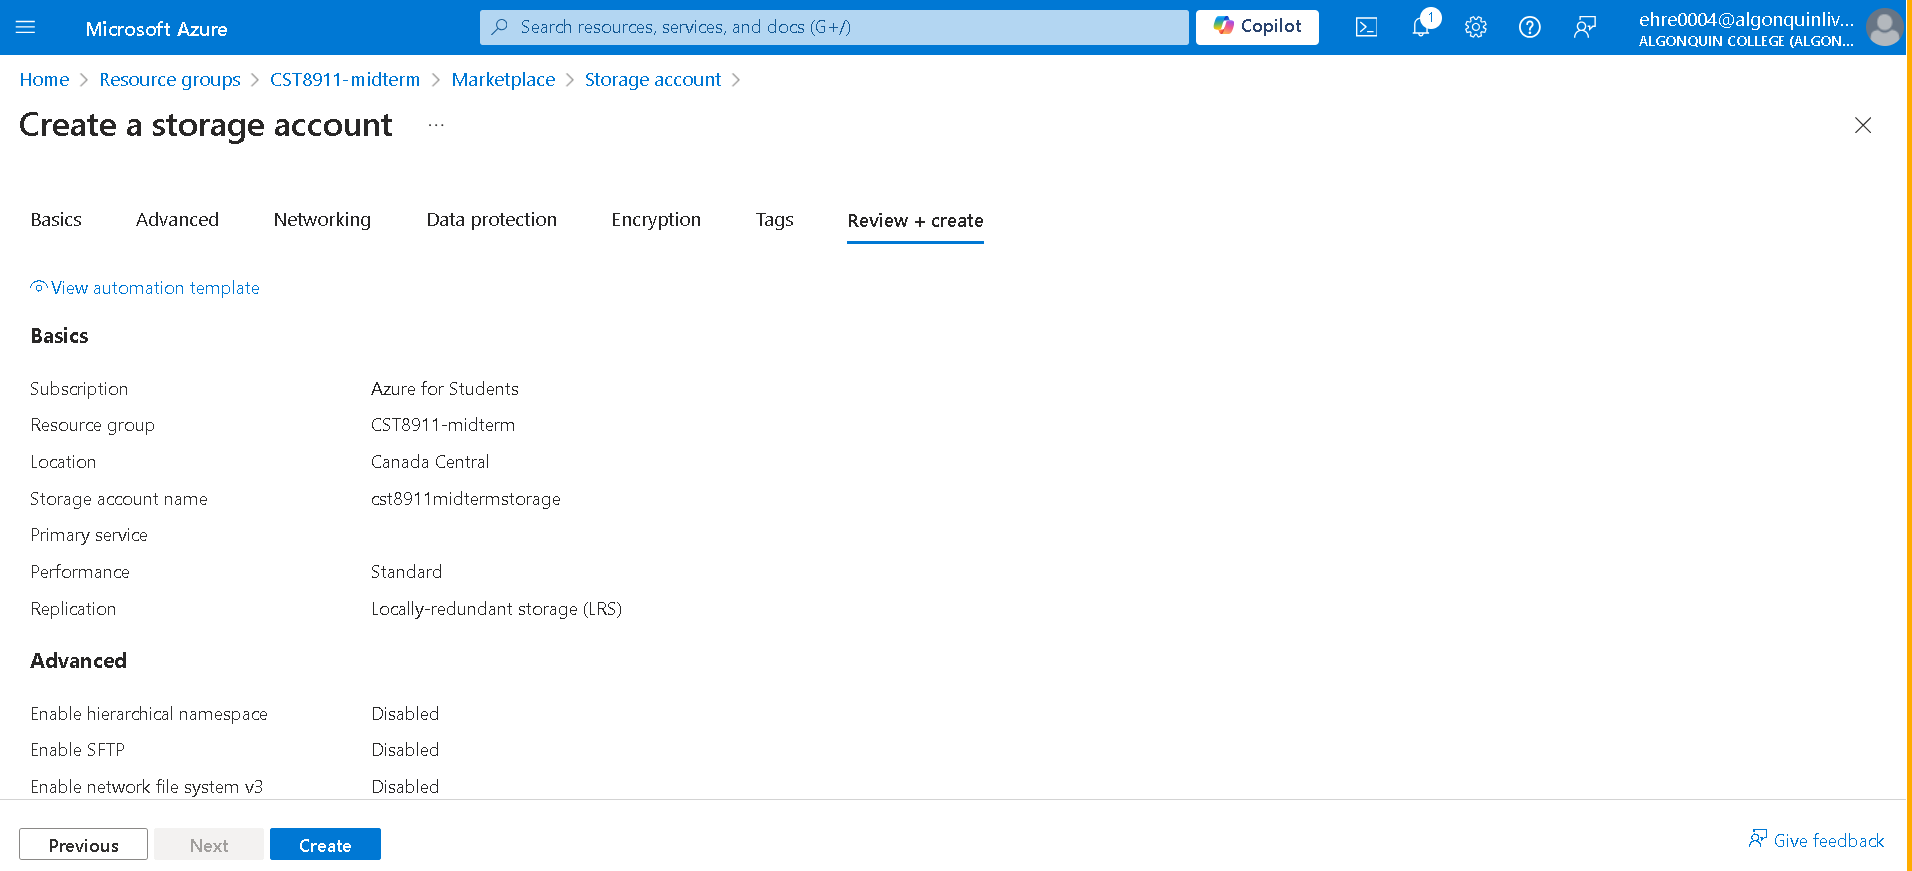 Microsoft Azure
Search resources, services, and docs (G+/)
Copilot
1
ehre0004@algonquinliv...
ALGONQUIN COLLEGE (ALGON...
Home > Resource groups > CST8911-midterm > Marketplace > Storage account >
Create a storage account ...
Basics Advanced Networking Data protection Encryption Tags Review + create
View automation template
Basics
Subscription Azure for Students
Resource group CST8911-midterm
Location Canada Central
Storage account name cst8911midtermstorage
Primary service
Performance Standard
Replication Locally-redundant storage (LRS)
Advanced
Enable hierarchical namespace Disabled
Enable SFTP Disabled
Enable network file system v3 Disabled
Previous Next Create
Give feedback